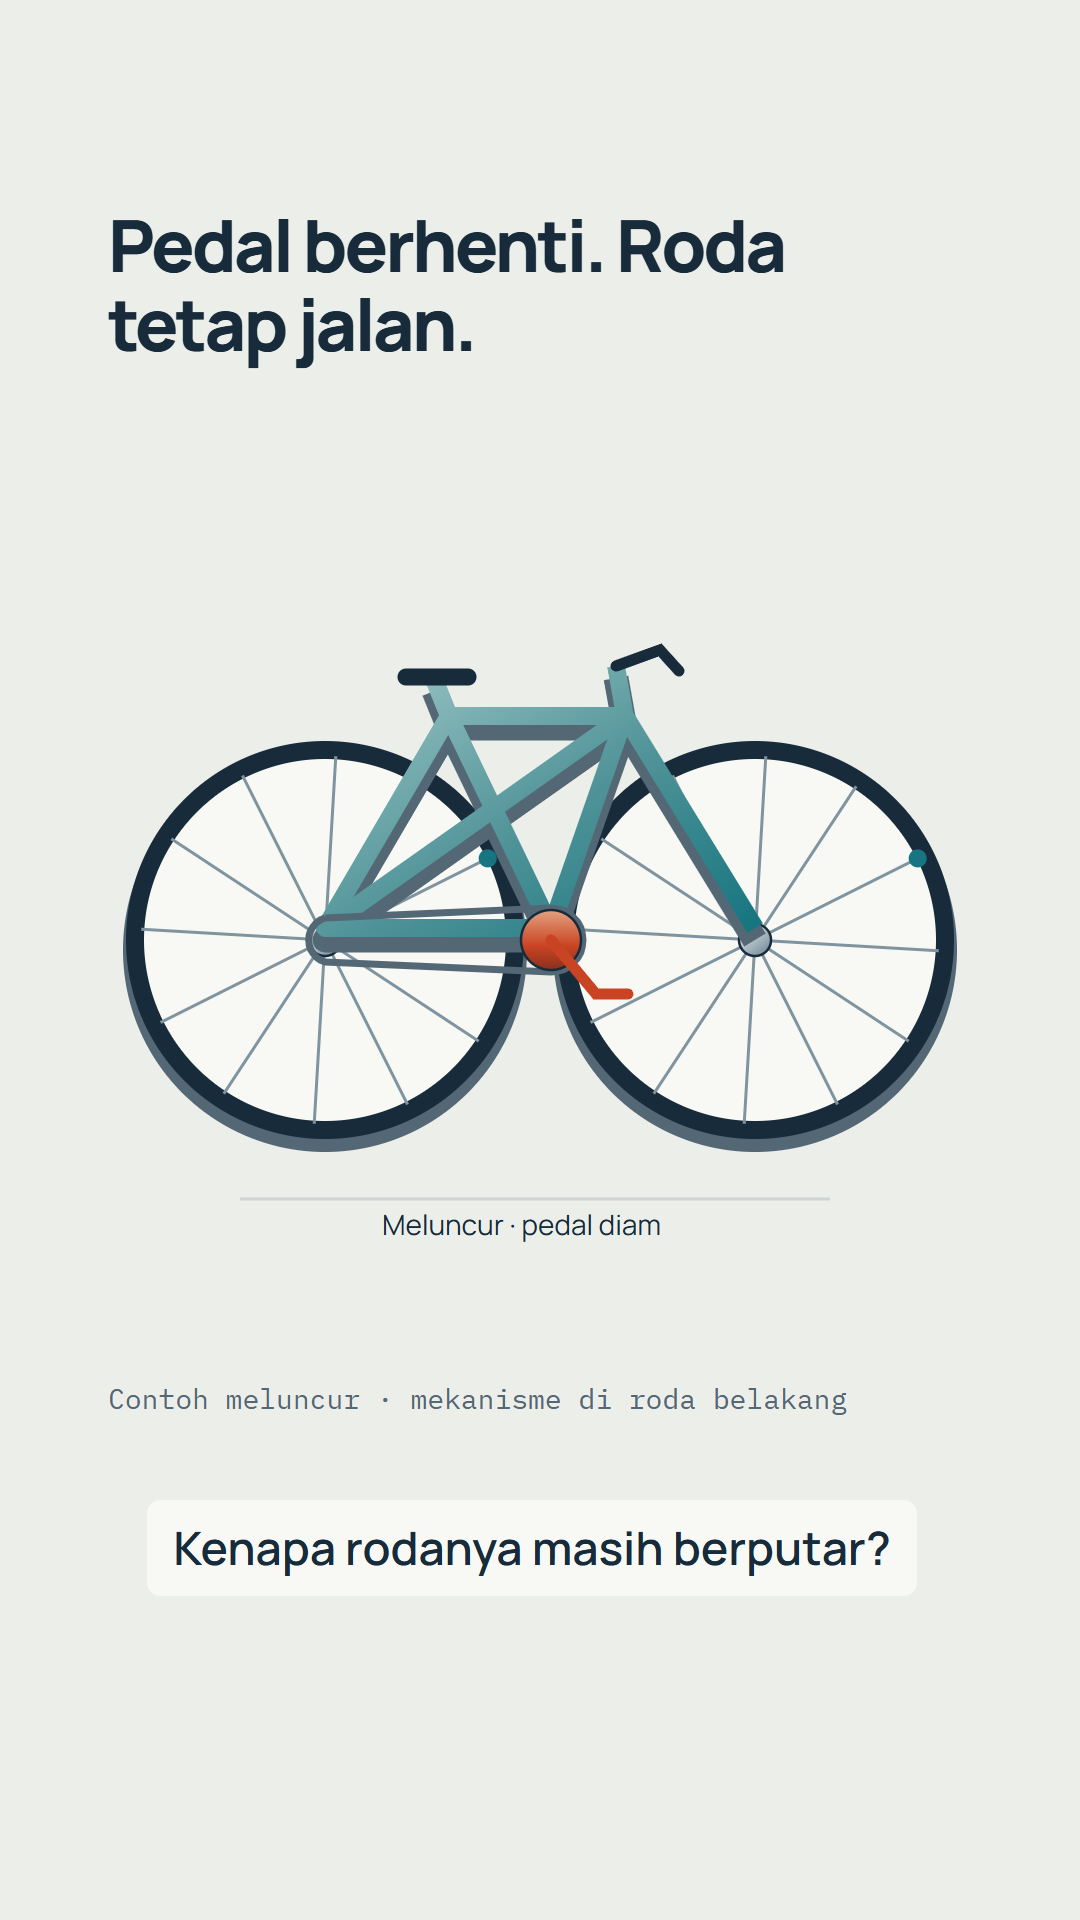 Pedal berhenti. Roda
tetap jalan.
Meluncur · pedal diam
Contoh meluncur · mekanisme di roda belakang
Kenapa rodanya masih berputar?